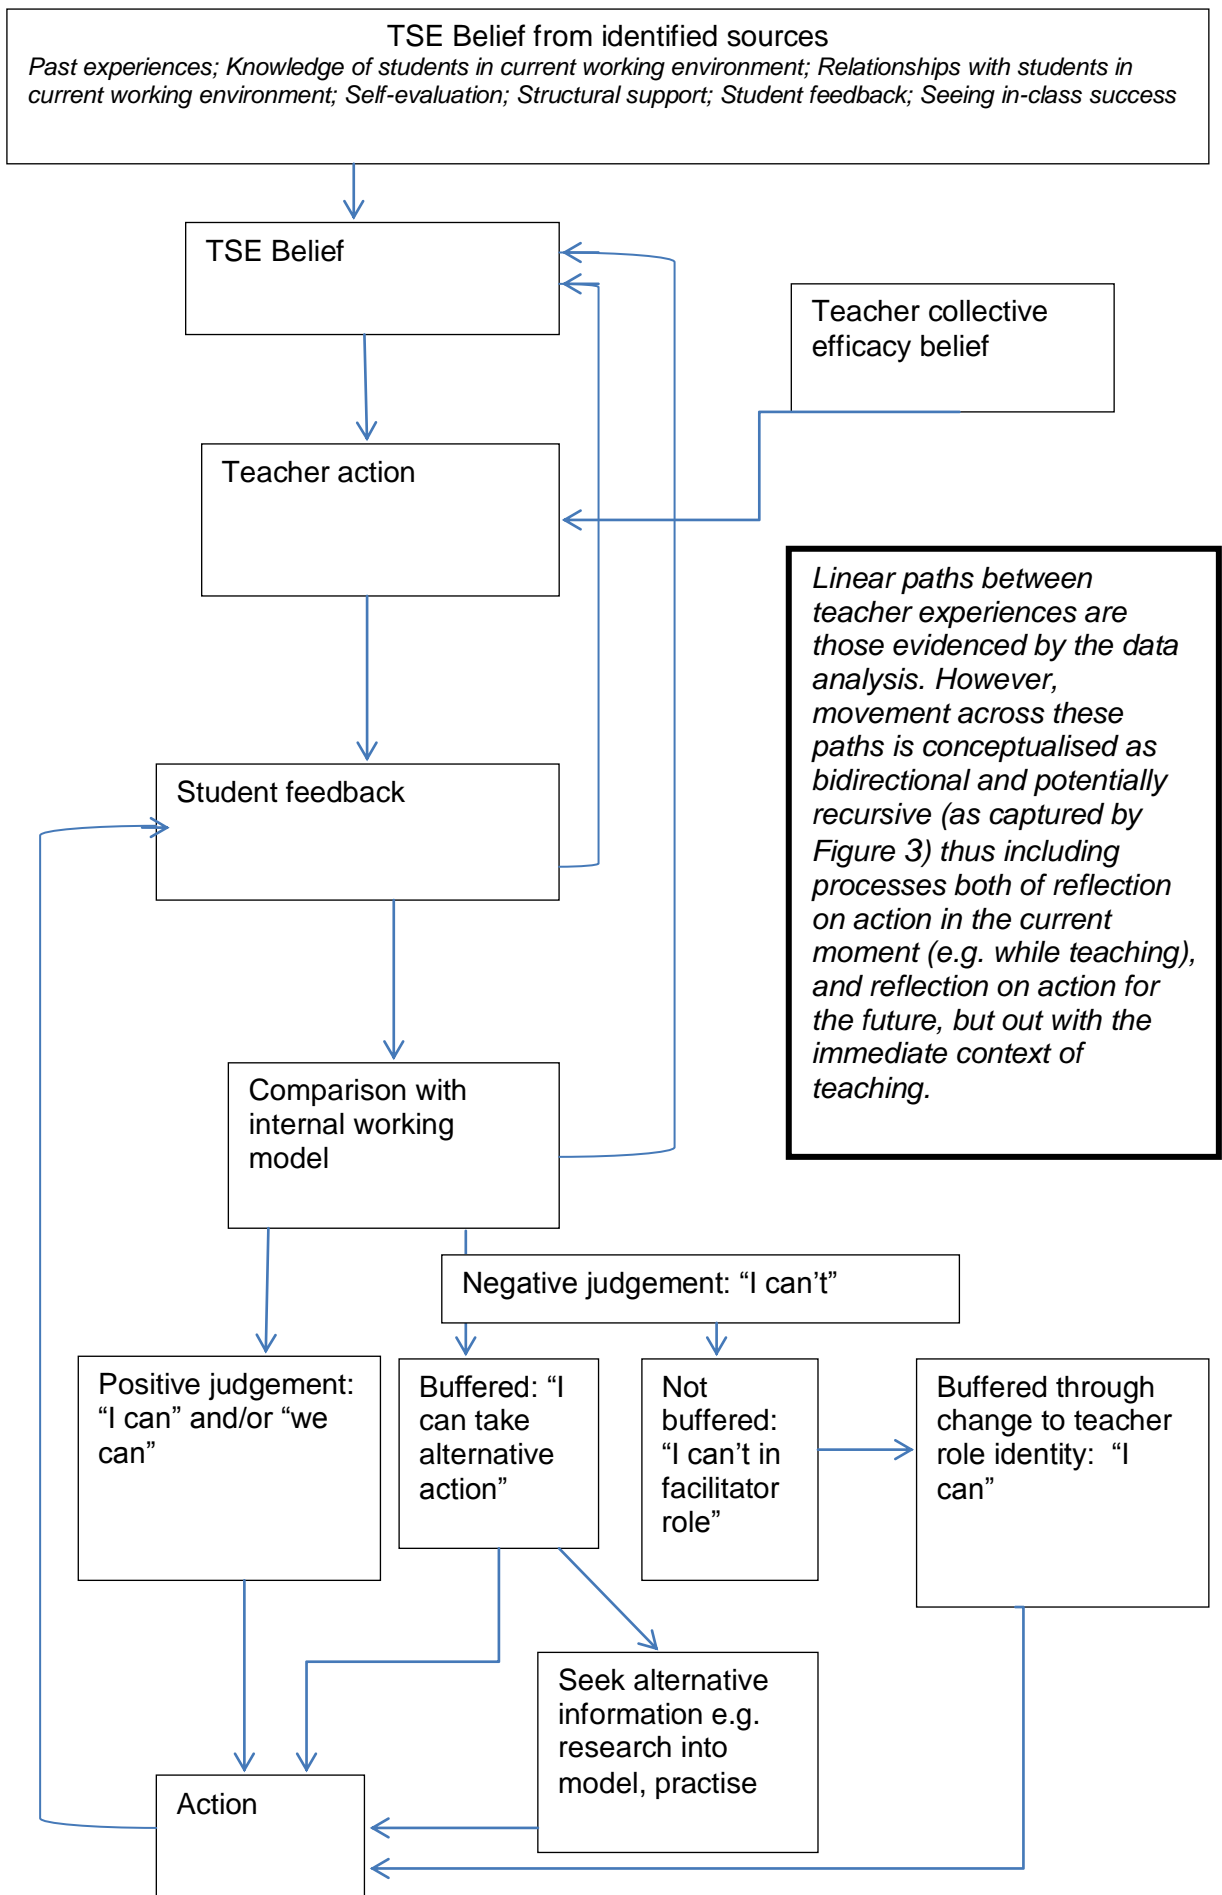 TSE Belief from identified sources
Past experiences; Knowledge of students in current working environment; Relationships with students in
current working environment; Self-evaluation; Structural support; Student feedback; Seeing in-class success
TSE Belief
Teacher collective
efficacy belief
Teacher action
Linear paths between
teacher experiences are
those evidenced by the data
analysis. However,
movement across these
paths is conceptualised as
bidirectional and potentially
recursive (as captured by
Figure 3) thus including
processes both of reflection
on action in the current
moment (e.g. while teaching),
and reflection on action for
the future, but out with the
immediate context of
teaching.
Student feedback
Comparison with
internal working
model
Negative judgement: “I can’t”
Positive judgement:
“I can” and/or “we
can”
Buffered: “I
can take
alternative
action”
Not
buffered:
“I can’t in
facilitator
role”
Buffered through
change to teacher
role identity: “I
can”
Seek alternative
information e.g.
research into
model, practise
Action